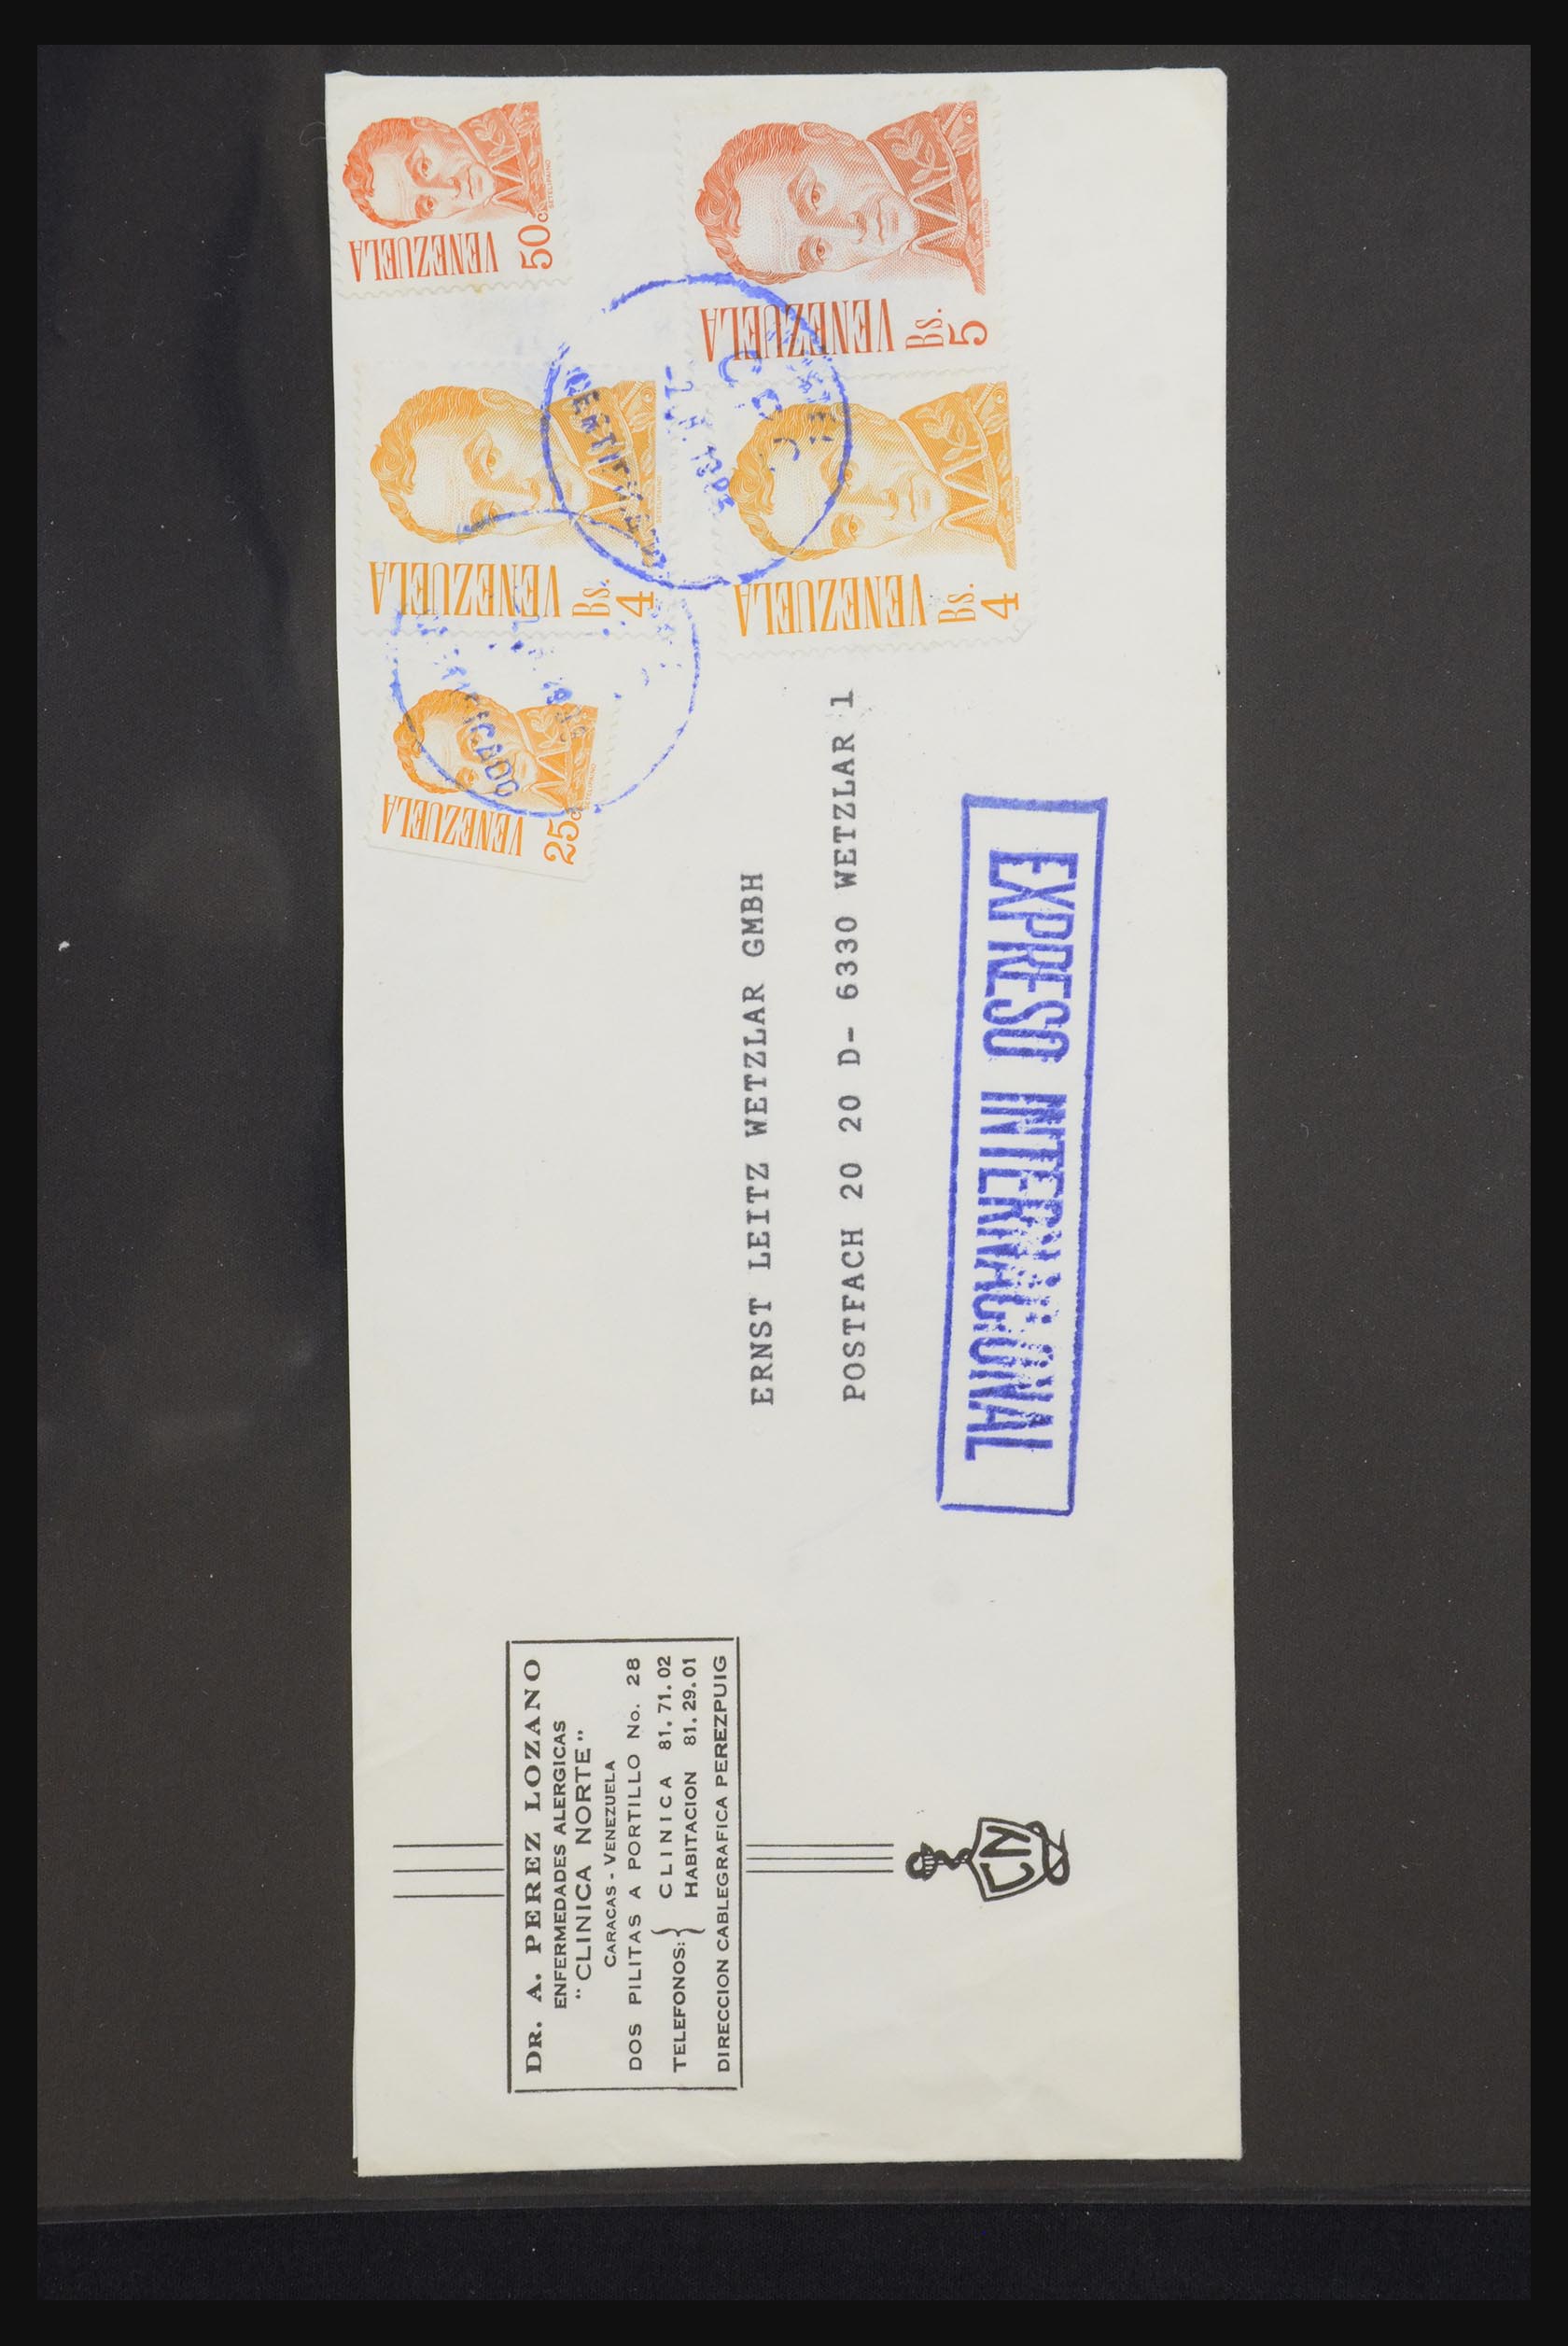 DR. A. PEREZ LOZANO
ENFERMEDADES ALERGICAS
"CLINICA NORTE"
CARACAS - VENEZUELA
DOS PILITAS A PORTILLO No. 28
TELEFONOS: { CLINICA 81.71.02
HABITACION 81.29.01
DIRECCION CABLEGRAFICA PEREZPUIG
CN
VENEZUELA
25c
VENEZUELA
Bs.
4
VENEZUELA
50c
VENEZUELA
Bs.
4
VENEZUELA
Bs.
5
ERNST LEITZ WETZLAR GMBH
POSTFACH 20 20 D- 6330 WETZLAR 1
EXPRESO INTERNACIONAL